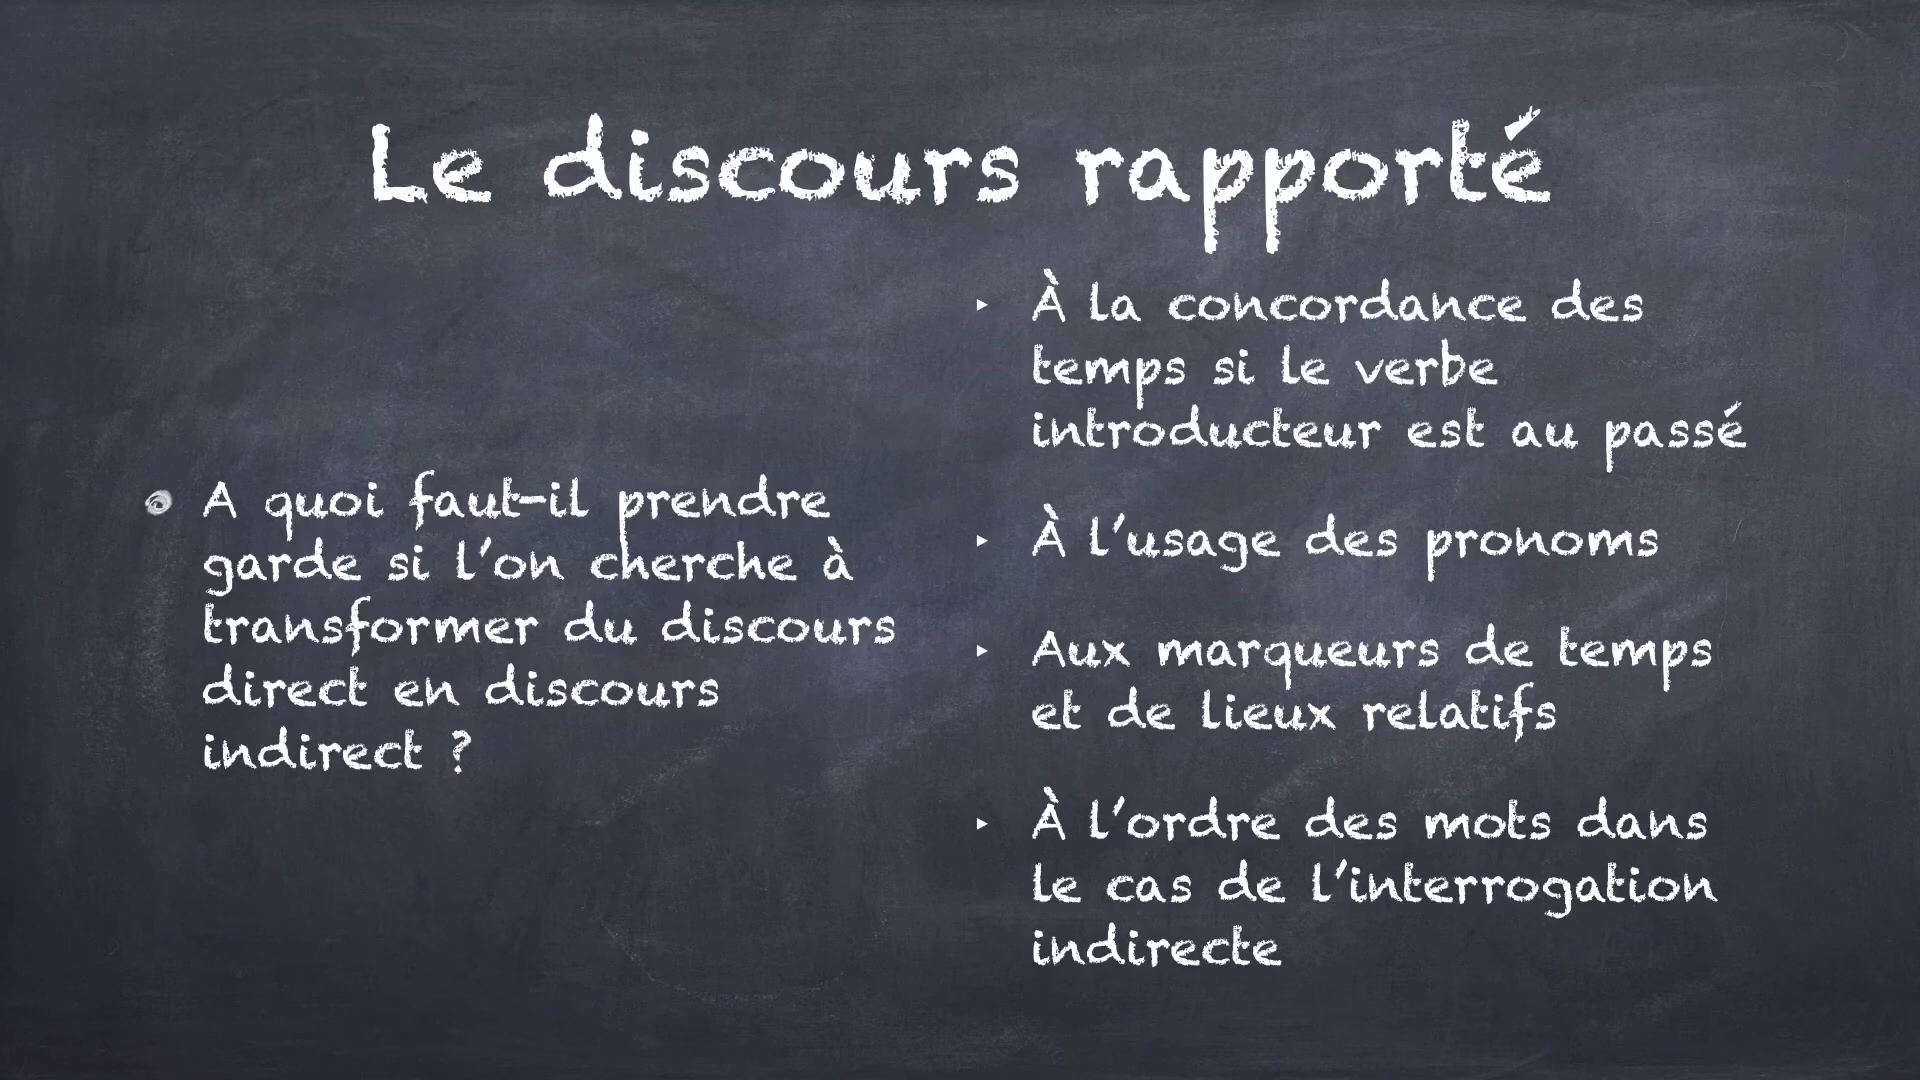 Le discours rapporté
A quoi faut-il prendre
garde si l'on cherche à
transformer du discours
direct en discours
indirect ?
À la concordance des
temps si le verbe
introducteur est au passé
À l'usage des pronoms
Aux marqueurs de temps
et de lieux relatifs
À l'ordre des mots dans
le cas de l'interrogation
indirecte